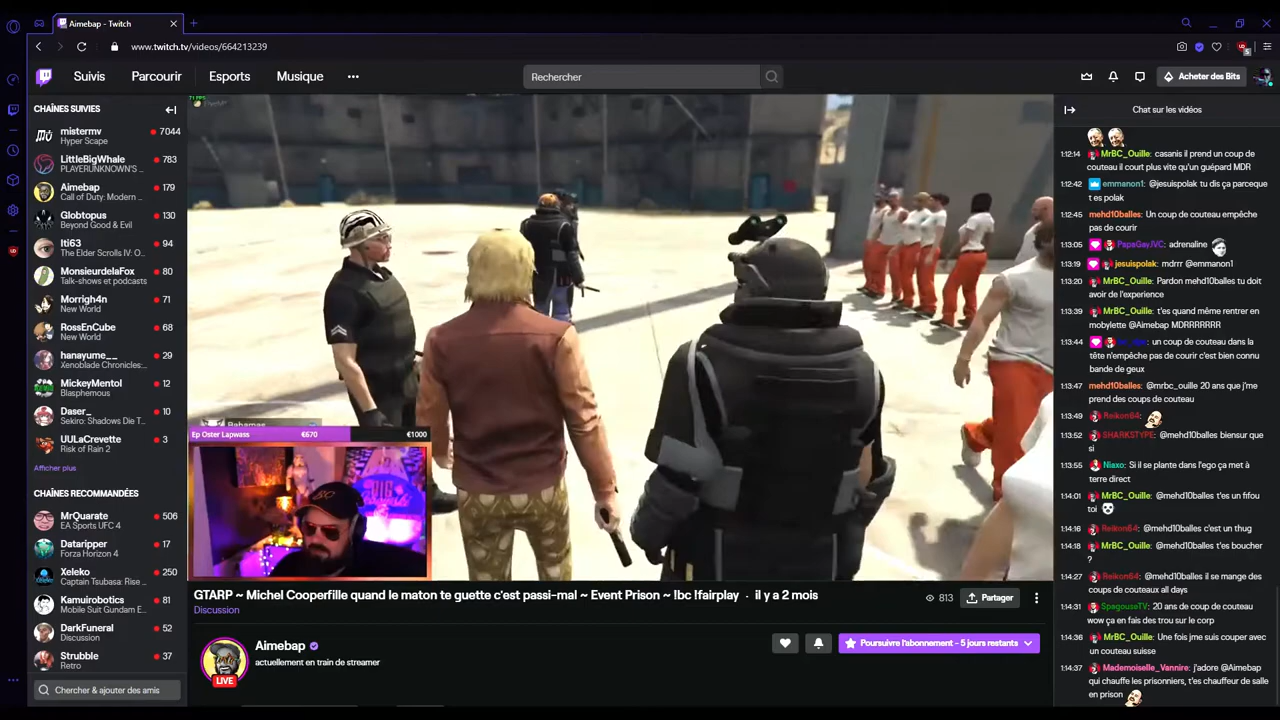 Aimebap - Twitch
www.twitch.tv/videos/664213239
Suivis
Parcourir
Esports
Musique
Rechercher
Acheter des Bits
CHAÎNES SUIVIES
mistermv
7044
Hyper Scape
LittleBigWhale
783
PLAYERUNKNOWN'S ...
Aimebap
179
Call of Duty: Modern ...
Globtopus
130
Beyond Good & Evil
Iti63
94
The Elder Scrolls IV: O...
MonsieurdelaFox
80
Talk-shows et podcasts
Morrigh4n
71
New World
RossEnCube
68
New World
hanayume__
29
Xenoblade Chronicles:...
MickeyMentol
12
Among Us
Daser_
10
Sekiro: Shadows Die T...
UULaCrevette
3
Risk of Rain 2
Afficher plus
CHAÎNES RECOMMANDÉES
MrQuarate
506
EA Sports UFC 4
Dataripper
17
Forza Horizon 4
Xeleko
250
Captain Tsubasa: Rise ...
Kamuirobotics
81
Mobile Suit Gundam E...
DarkFuneral
52
Discussion
Strubble
37
Retro
Chercher & ajouter des amis
Bahamas
Ep Oster Lapwass
€670
€1000
GTARP ~ Michel Cooperfille quand le maton te guette c'est passi-mal ~ Event Prison ~ !bc !fairplay · il y a 2 mois
Discussion
813
Partager
Aimebap
actuellement en train de streamer
LIVE
Poursuivre l'abonnement - 5 jours restants
Chat sur les vidéos
1:12:14 MrBC_Ouille: casanis il prend un coup de
couteau il court plus vite qu'un guépard MDR
1:12:42 emmanon1: @jesuispolak tu dis ça parceque
t es polak
1:12:45 mehd10balles: Un coup de couteau empêche
pas de courir
1:13:05 PapaGayJVC: adrenaline
1:13:19 jesuispolak: mdrrr @emmanon1
1:13:20 MrBC_Ouille: Pardon mehd10balles tu doit
avoir de l'experience
1:13:39 MrBC_Ouille: t'es quand même rentrer en
mobylette @Aimebap MDRRRRRRR
1:13:44 : un coup de couteau dans la
tête n'empêche pas de courir c'est bien connu
bande de geux
1:13:47 mehd10balles: @mrbc_ouille 20 ans que j'me
prend des coups de couteau
1:13:49 Reikon64:
1:13:52 SHARKSTYPE: @mehd10balles biensur que
si
1:13:55 Niaxo: Si il se plante dans l'ego ça met à
terre direct
1:14:01 MrBC_Ouille: @mehd10balles t'es un fifou
toi
1:14:16 Reikon64: @mehd10balles c'est un thug
1:14:18 MrBC_Ouille: @mehd10balles t'es boucher
?
1:14:27 Reikon64: @mehd10balles il se mange des
coups de couteaux all days
1:14:31 SpagouseTV: 20 ans de coup de couteau
wow ça en fais des trou sur le corp
1:14:36 MrBC_Ouille: Une fois jme suis couper avec
un couteau suisse
1:14:37 Mademoiselle_Vannire: j'adore @Aimebap
qui chauffe les prisonniers, t'es chauffeur de salle
en prison